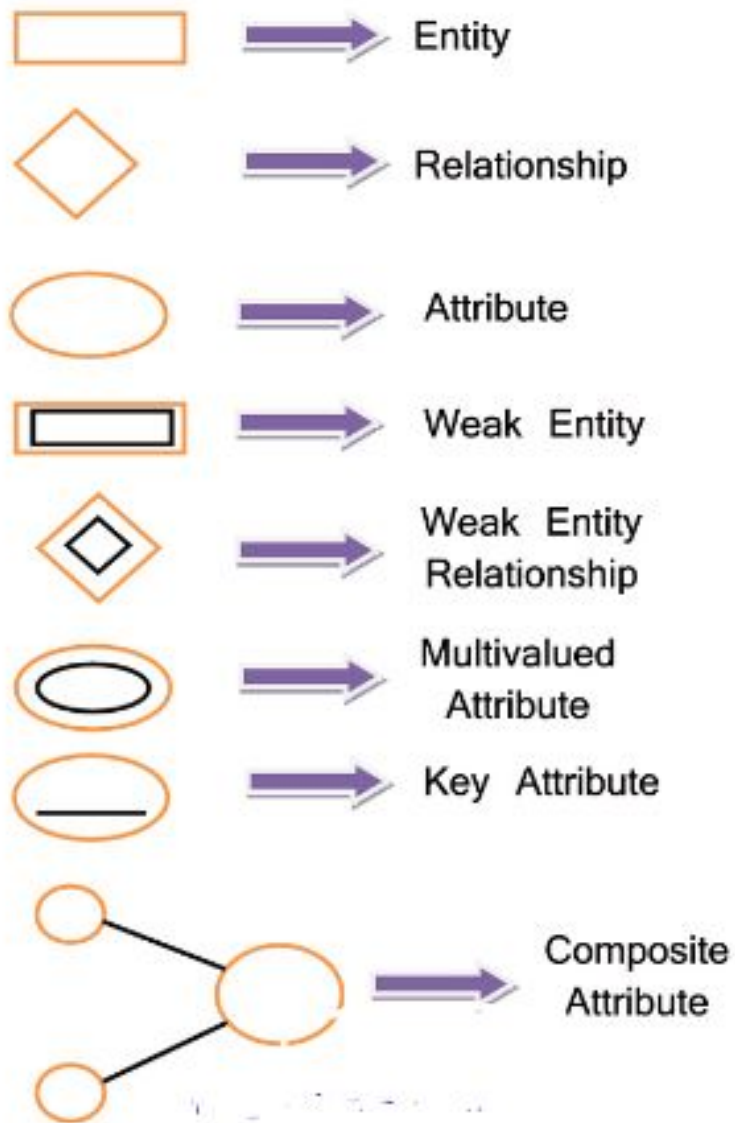 Entity
Relationship
Attribute
Weak Entity
Weak Entity
Relationship
Multivalued
Attribute
Key Attribute
Composite
Attribute